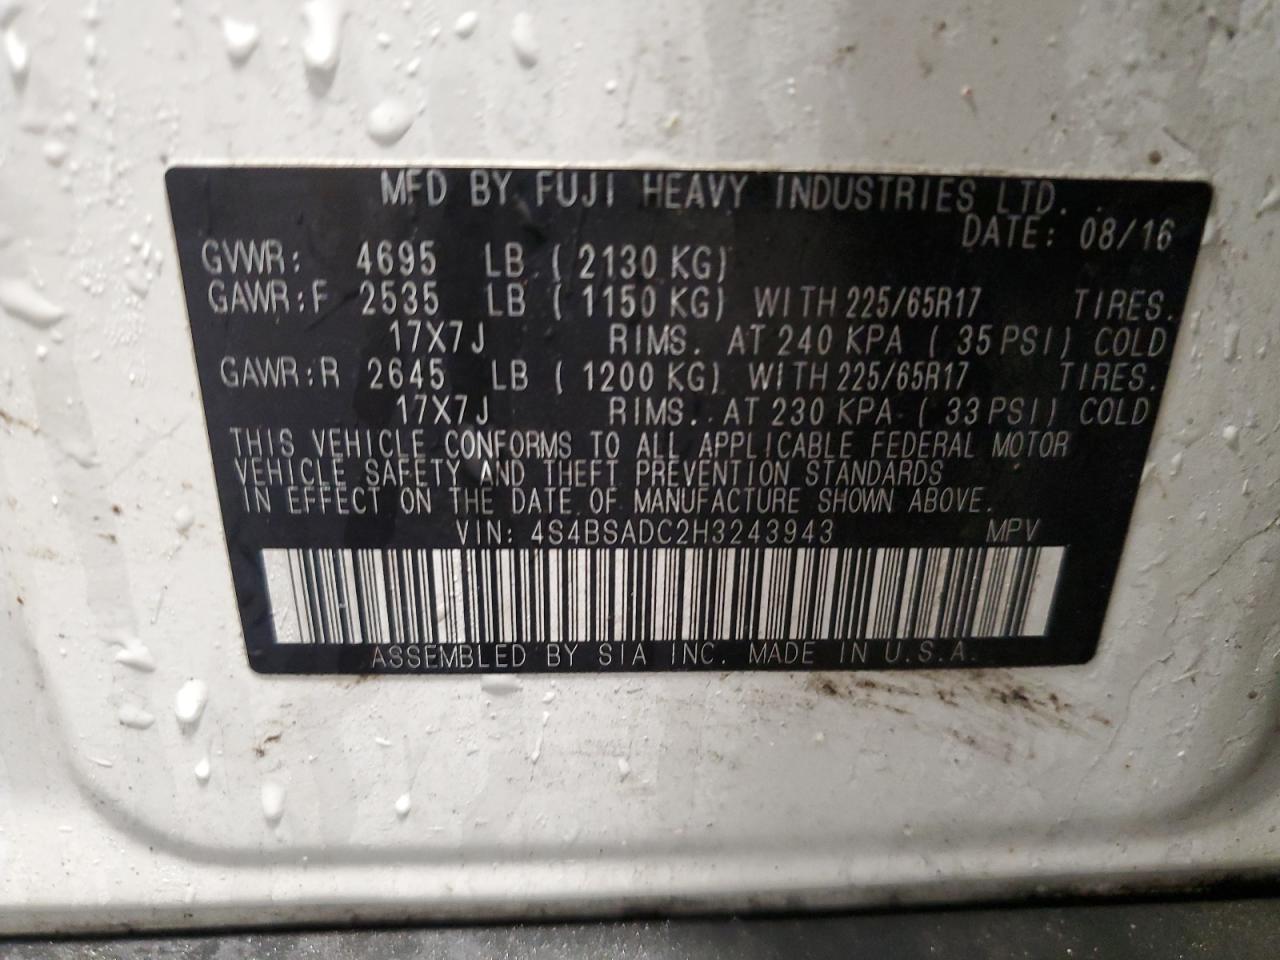 MFD BY FUJI HEAVY INDUSTRIES LTD.
DATE: 08/16
GVWR: 4695 LB ( 2130 KG)
GAWR:F 2535 LB ( 1150 KG) WITH 225/65R17 TIRES.
17X7J RIMS. AT 240 KPA ( 35 PSI) COLD
GAWR:R 2645 LB ( 1200 KG) WITH 225/65R17 TIRES.
17X7J RIMS. AT 230 KPA ( 33 PSI) COLD
THIS VEHICLE CONFORMS TO ALL APPLICABLE FEDERAL MOTOR
VEHICLE SAFETY AND THEFT PREVENTION STANDARDS
IN EFFECT ON THE DATE OF MANUFACTURE SHOWN ABOVE.
VIN: 4S4BSADC2H3243943 MPV
ASSEMBLED BY SIA INC. MADE IN U.S.A.